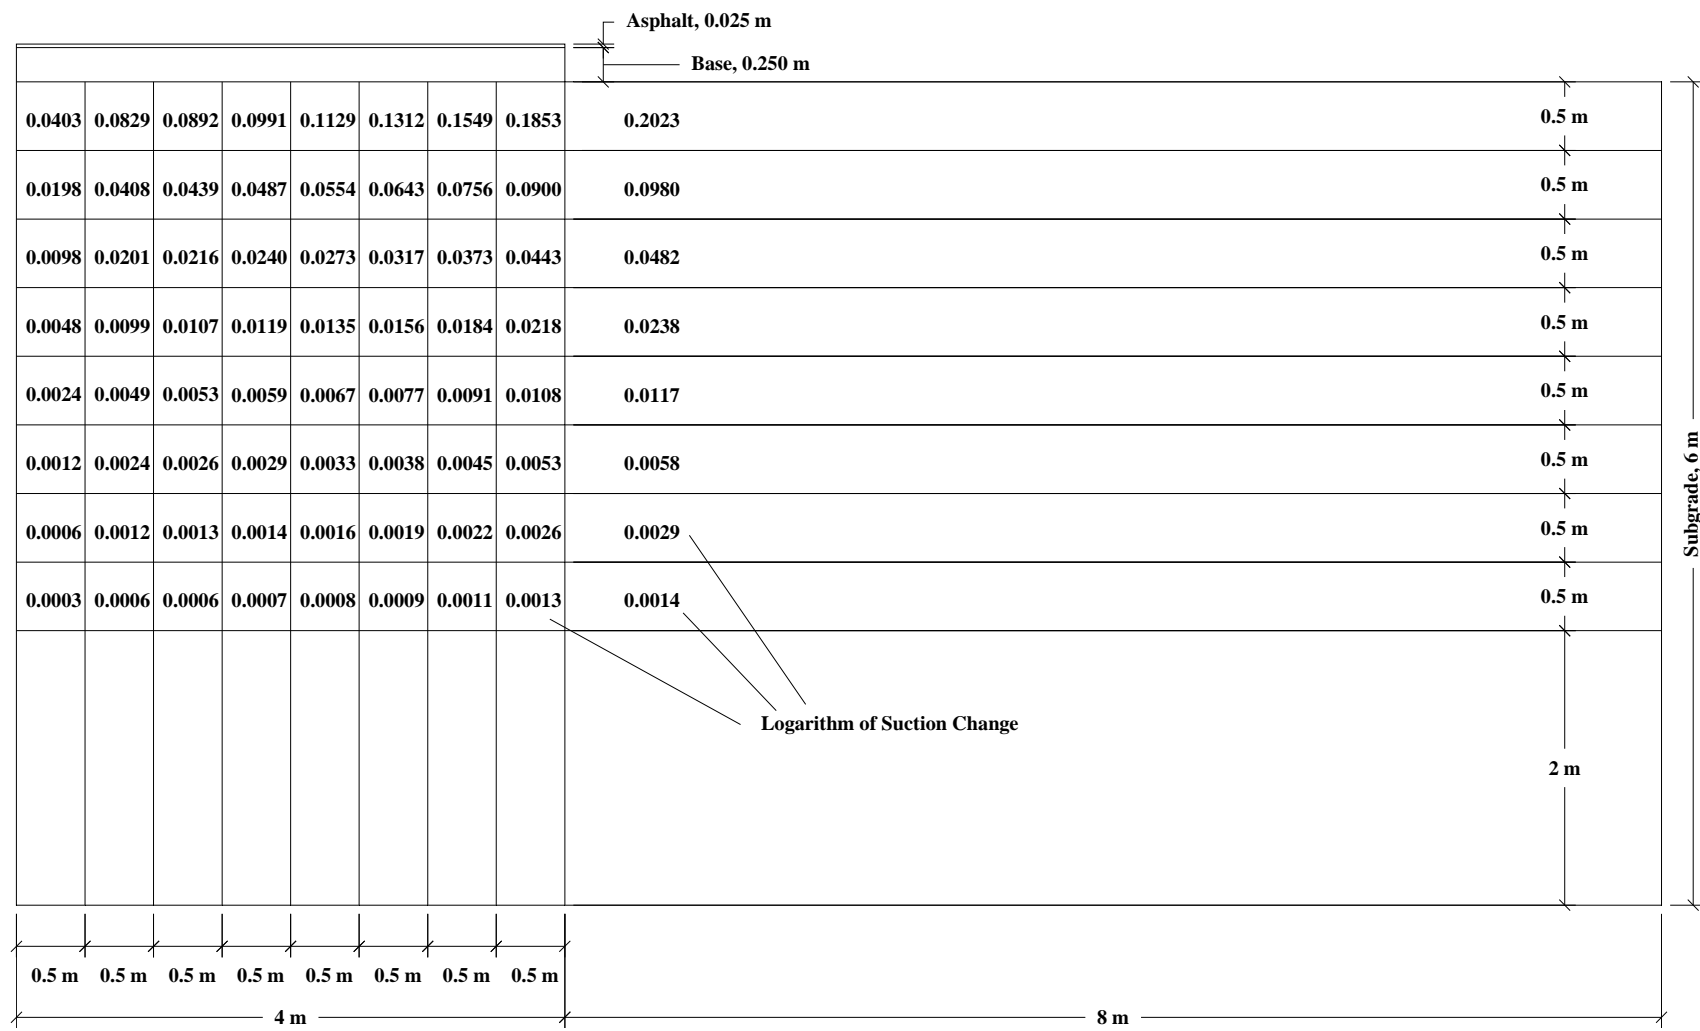 Asphalt, 0.025 m
Base, 0.250 m
0.0403 0.0829 0.0892 0.0991 0.1129 0.1312 0.1549 0.1853 0.2023 0.5 m
0.0198 0.0408 0.0439 0.0487 0.0554 0.0643 0.0756 0.0900 0.0980 0.5 m
0.0098 0.0201 0.0216 0.0240 0.0273 0.0317 0.0373 0.0443 0.0482 0.5 m
0.0048 0.0099 0.0107 0.0119 0.0135 0.0156 0.0184 0.0218 0.0238 0.5 m
0.0024 0.0049 0.0053 0.0059 0.0067 0.0077 0.0091 0.0108 0.0117 0.5 m
0.0012 0.0024 0.0026 0.0029 0.0033 0.0038 0.0045 0.0053 0.0058 0.5 m
0.0006 0.0012 0.0013 0.0014 0.0016 0.0019 0.0022 0.0026 0.0029 0.5 m
0.0003 0.0006 0.0006 0.0007 0.0008 0.0009 0.0011 0.0013 0.0014 0.5 m
Subgrade, 6 m
Logarithm of Suction Change
2 m
0.5 m 0.5 m 0.5 m 0.5 m 0.5 m 0.5 m 0.5 m 0.5 m
4 m 8 m